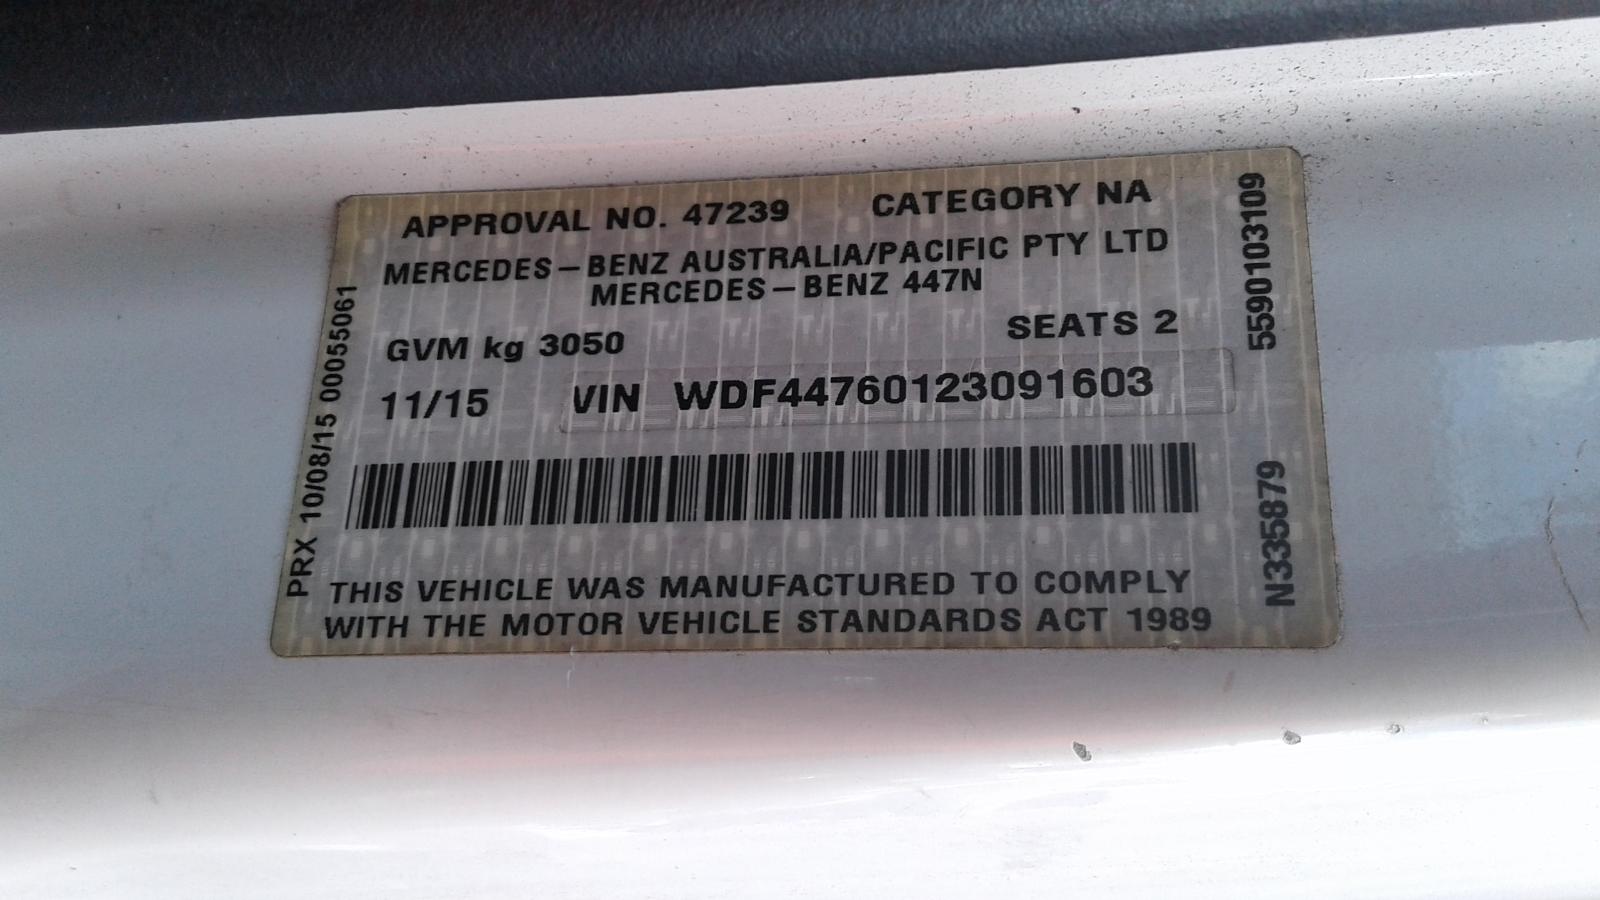 APPROVAL NO. 47239 CATEGORY NA
MERCEDES-BENZ AUSTRALIA/PACIFIC PTY LTD
MERCEDES-BENZ 447N
GVM kg 3050 SEATS 2
11/15 VIN WDF44760123091603
THIS VEHICLE WAS MANUFACTURED TO COMPLY
WITH THE MOTOR VEHICLE STANDARDS ACT 1989
PRX 10/08/15 00055061
5590103109
N335879